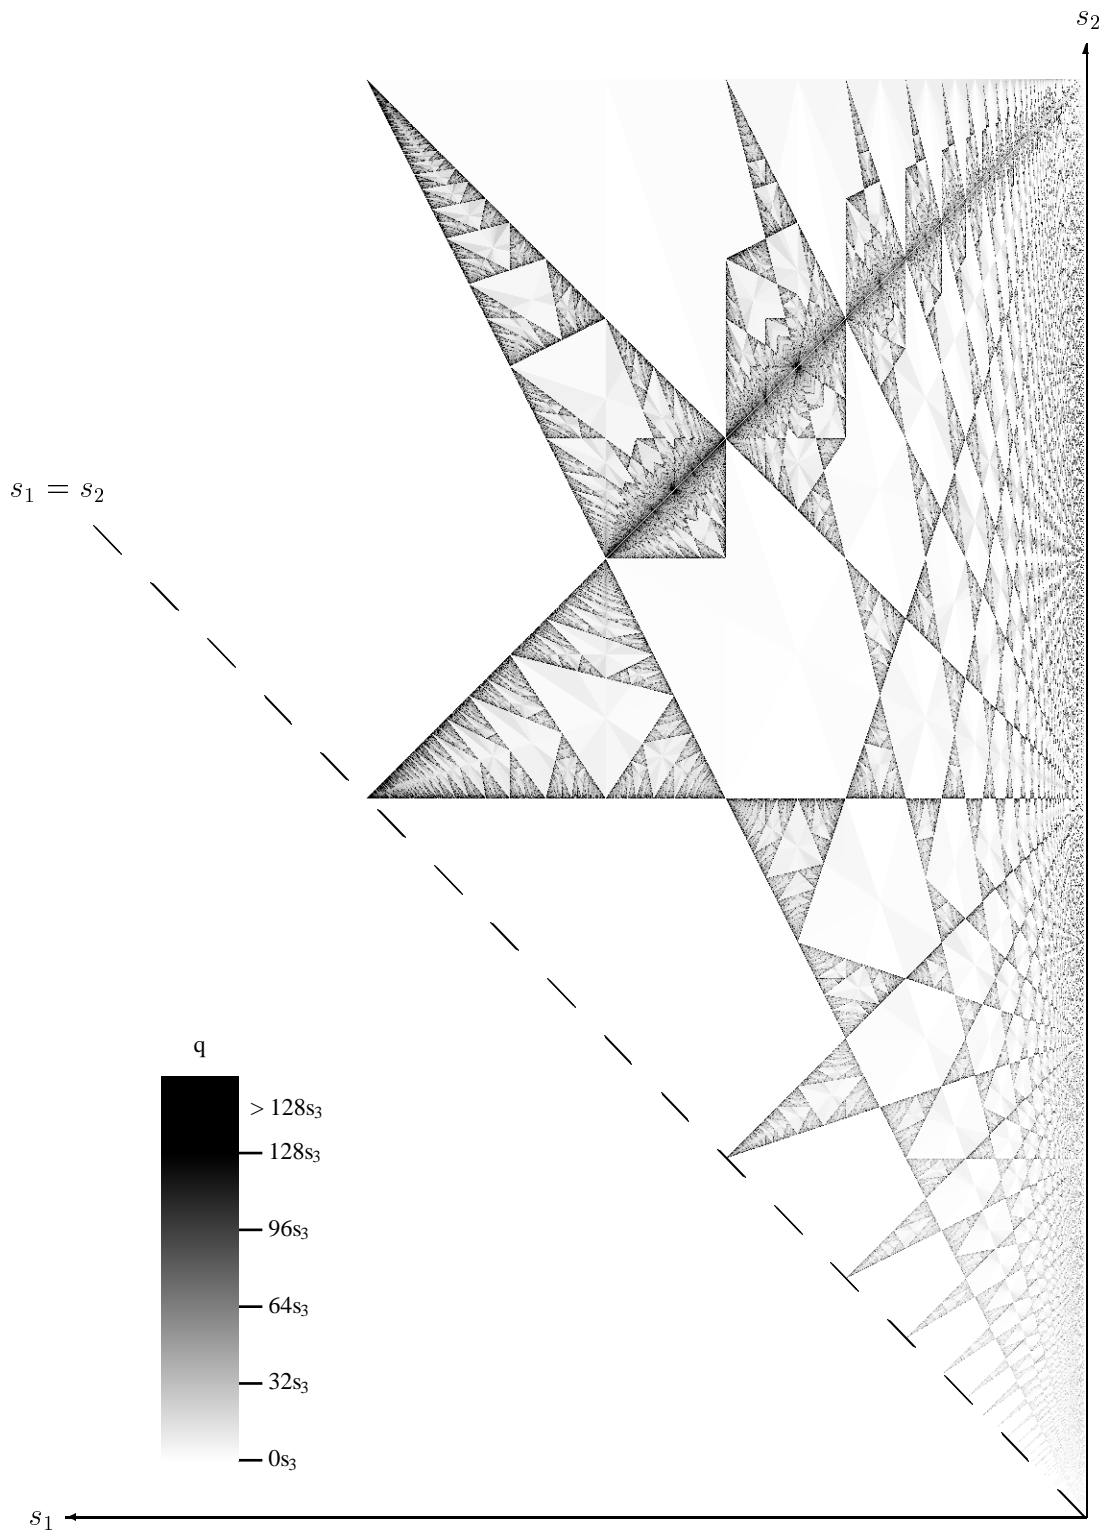 s₂
s₁ = s₂
q
> 128s₃
128s₃
96s₃
64s₃
32s₃
0s₃
s₁